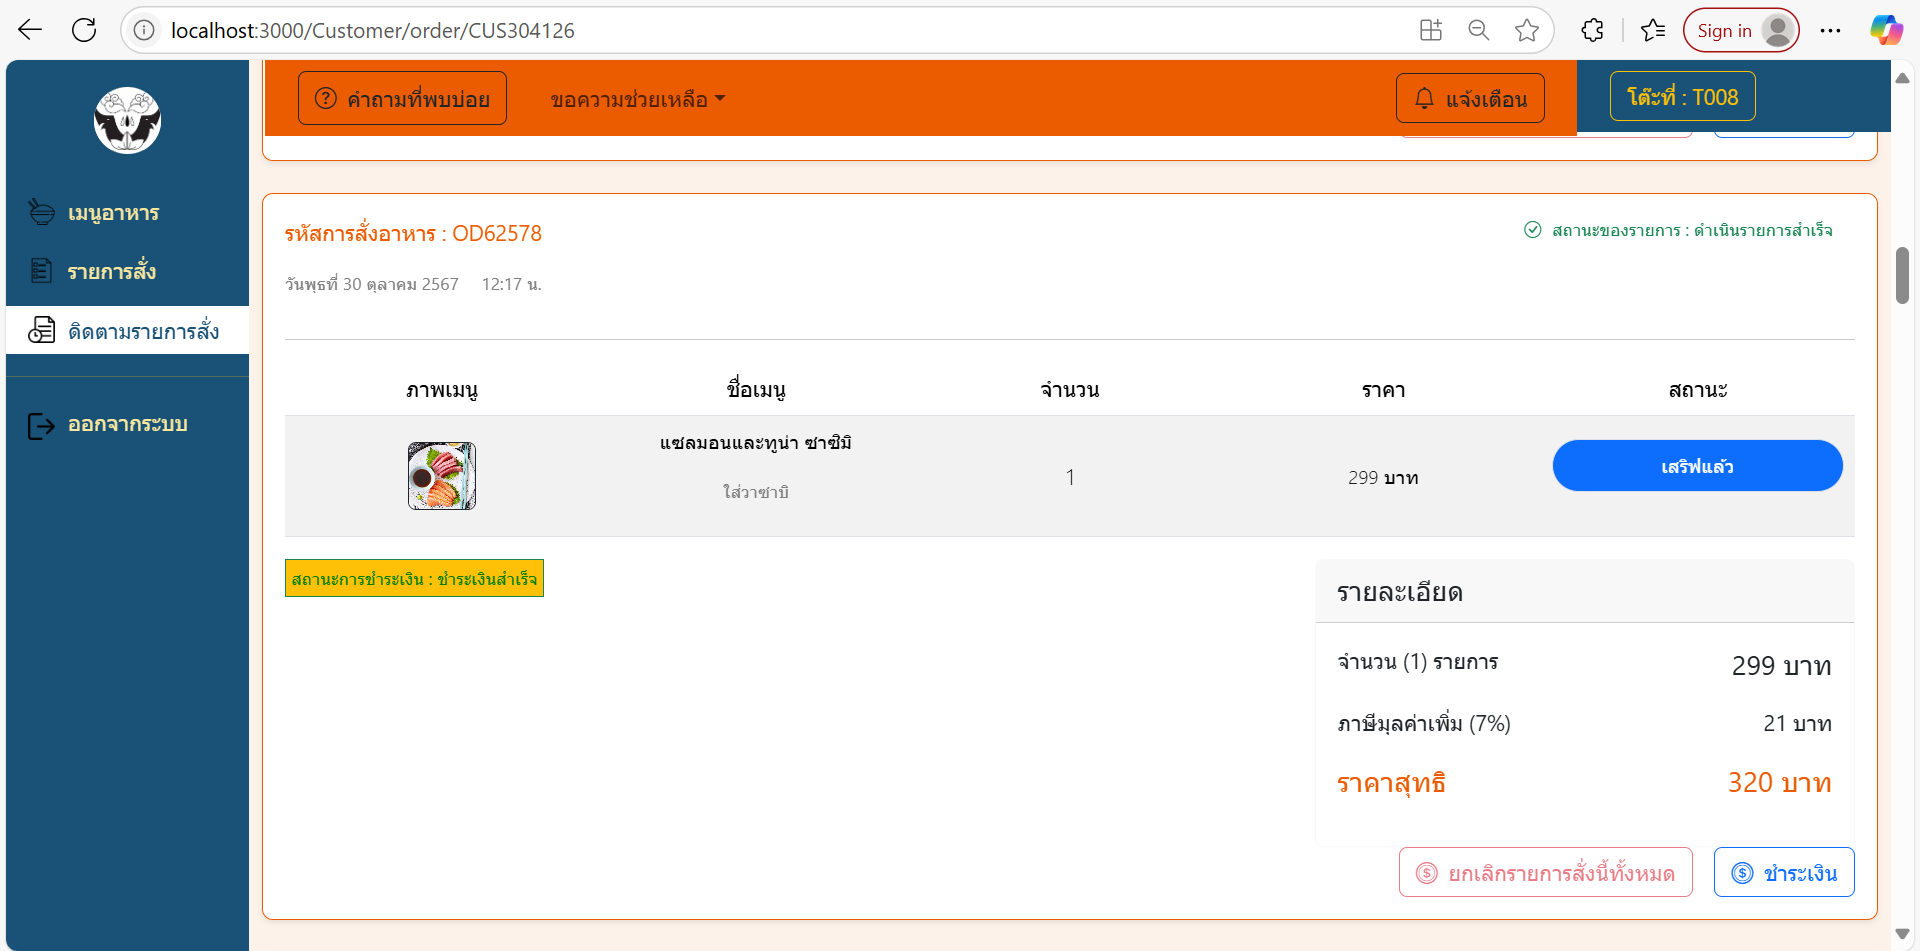 localhost:3000/Customer/order/CUS304126
Sign in
คำถามที่พบบ่อย
ขอความช่วยเหลือ
แจ้งเตือน
โต๊ะที่ : T008
เมนูอาหาร
รายการสั่ง
ติดตามรายการสั่ง
ออกจากระบบ
รหัสการสั่งอาหาร : OD62578
สถานะของรายการ : ดำเนินรายการสำเร็จ
วันพุธที่ 30 ตุลาคม 2567 12:17 น.
ภาพเมนู ชื่อเมนู จำนวน ราคา สถานะ
แซลมอนและทูน่า ซาซิมิ
ใส่วาซาบิ
1
299 บาท
เสริฟแล้ว
สถานะการชำระเงิน : ชำระเงินสำเร็จ
รายละเอียด
จำนวน (1) รายการ 299 บาท
ภาษีมุลค่าเพิ่ม (7%) 21 บาท
ราคาสุทธิ 320 บาท
ยกเลิกรายการสั่งนี้ทั้งหมด
ชำระเงิน